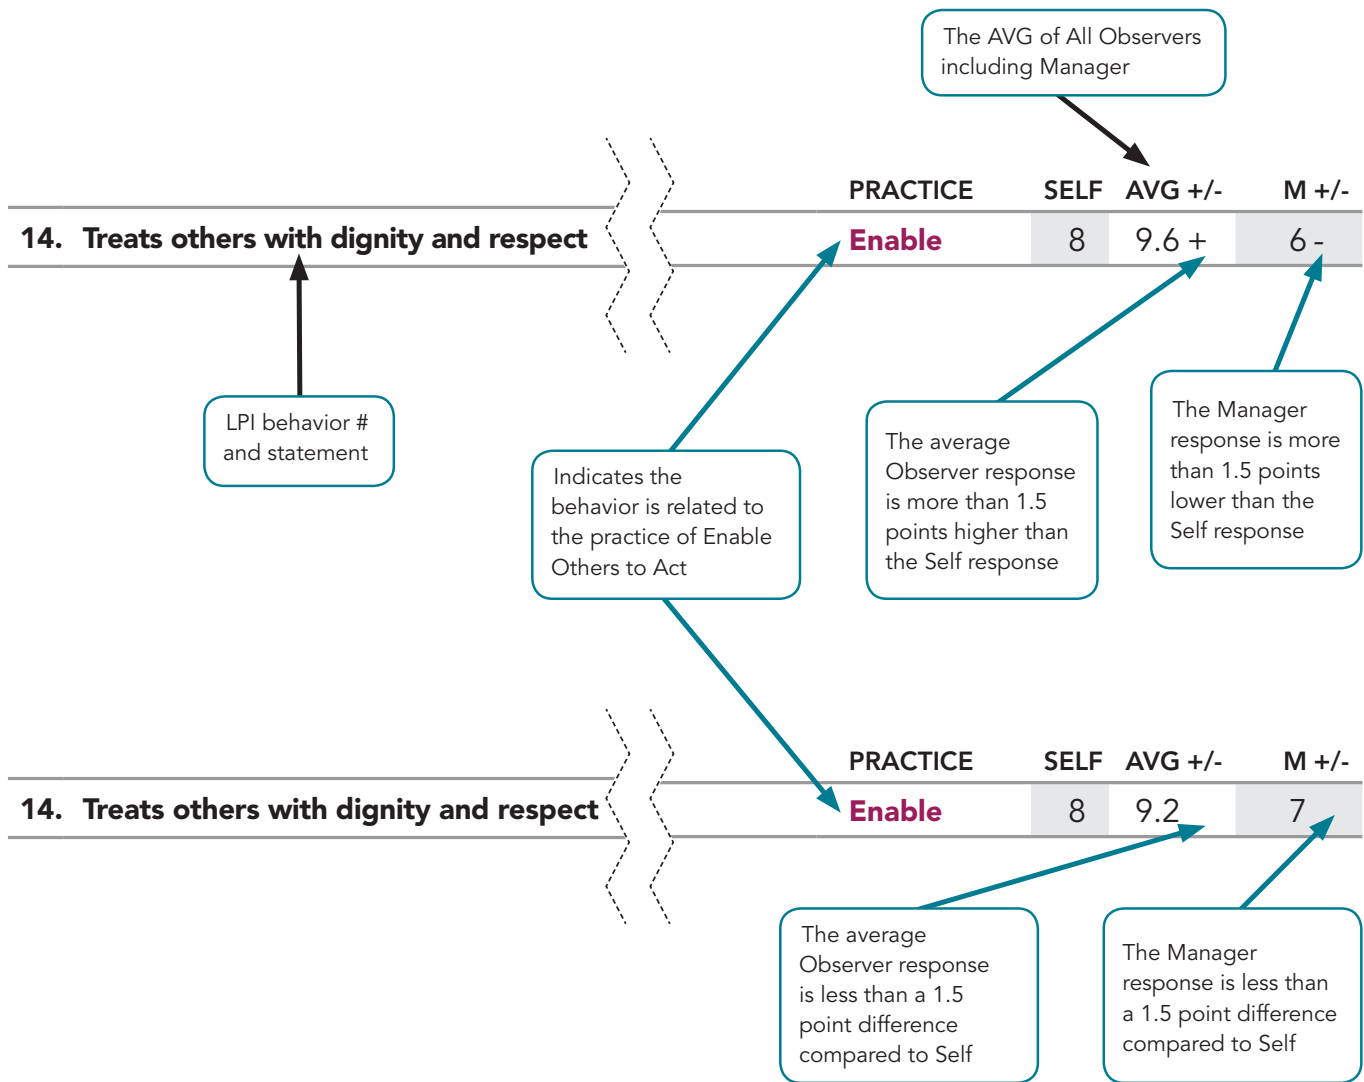 The AVG of All Observers
including Manager
PRACTICE SELF AVG +/- M +/-
14. Treats others with dignity and respect Enable 8 9.6 + 6 -
LPI behavior #
and statement
Indicates the
behavior is related to
the practice of Enable
Others to Act
The average
Observer response
is more than 1.5
points higher than
the Self response
The Manager
response is more
than 1.5 points
lower than the
Self response
PRACTICE SELF AVG +/- M +/-
14. Treats others with dignity and respect Enable 8 9.2 7
The average
Observer response
is less than a 1.5
point difference
compared to Self
The Manager
response is less than
a 1.5 point difference
compared to Self